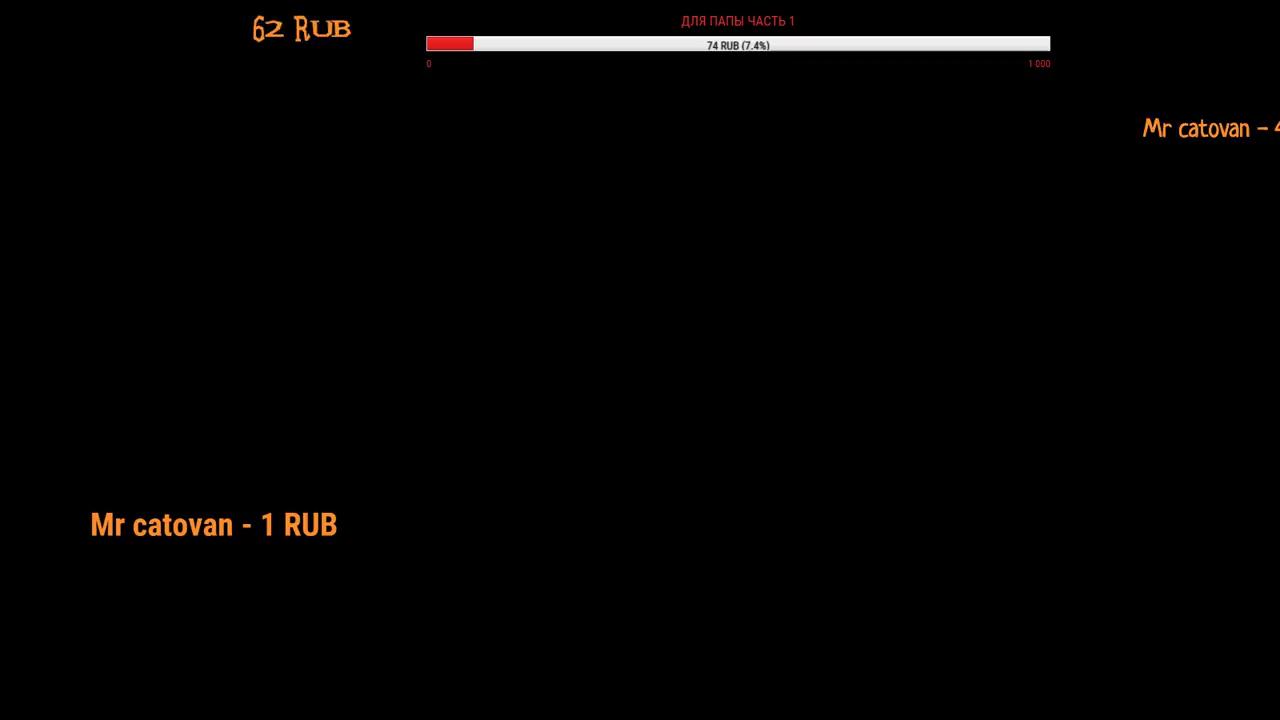 62 RUB
ДЛЯ ПАПЫ ЧАСТЬ 1
74 RUB (7.4%)
0
1 000
Mr catovan -
Mr catovan - 1 RUB